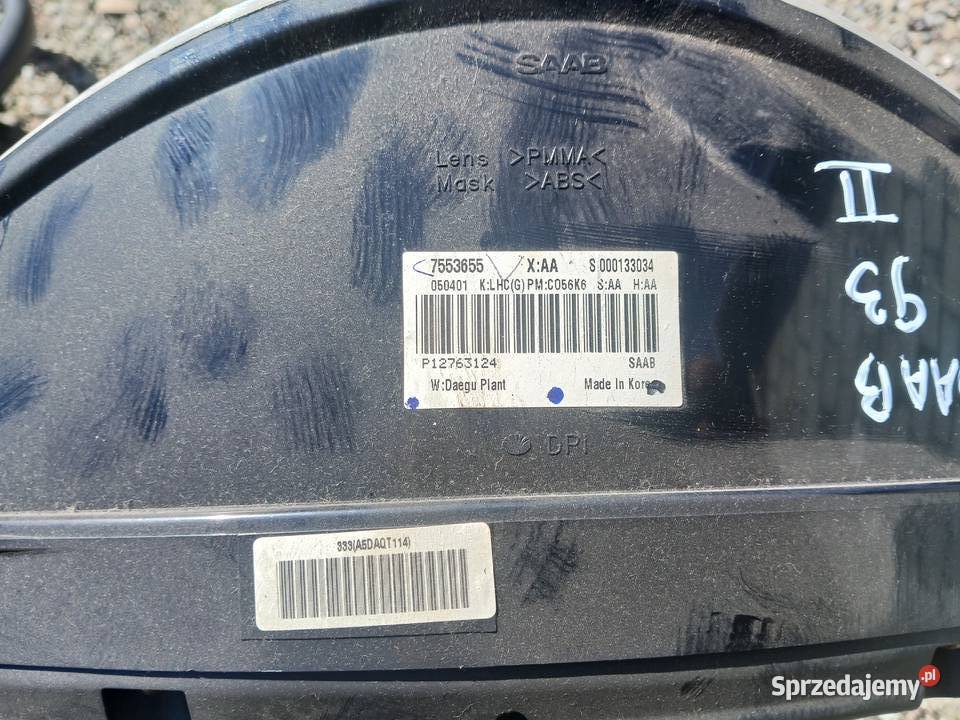 SAAB
Lens >PMMA<
Mask >ABS<
7553655 X:AA S:000133034
050401 K:LHC(G) PM:C056K6 S:AA H:AA
P12763124 SAAB
W:Daegu Plant Made In Korea
DPI
333(A5DAQT114)
SAAB
93
II
Sprzedajemy.pl